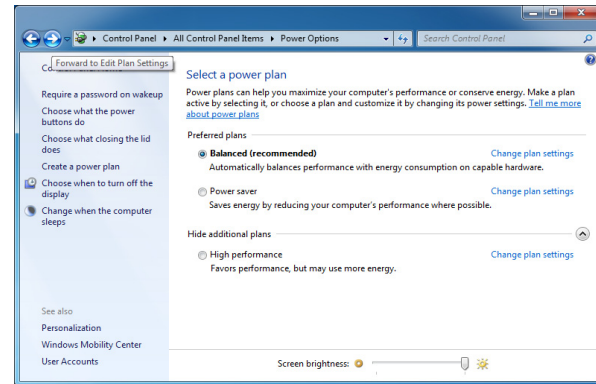 Control Panel ▸ All Control Panel Items ▸ Power Options
Search Control Panel
Forward to Edit Plan Settings
Require a password on wakeup
Choose what the power
buttons do
Choose what closing the lid
does
Create a power plan
Choose when to turn off the
display
Change when the computer
sleeps
See also
Personalization
Windows Mobility Center
User Accounts
Select a power plan
Power plans can help you maximize your computer's performance or conserve energy. Make a plan
active by selecting it, or choose a plan and customize it by changing its power settings. Tell me more
about power plans
Preferred plans
Balanced (recommended) Change plan settings
Automatically balances performance with energy consumption on capable hardware.
Power saver Change plan settings
Saves energy by reducing your computer's performance where possible.
Hide additional plans
High performance Change plan settings
Favors performance, but may use more energy.
Screen brightness: